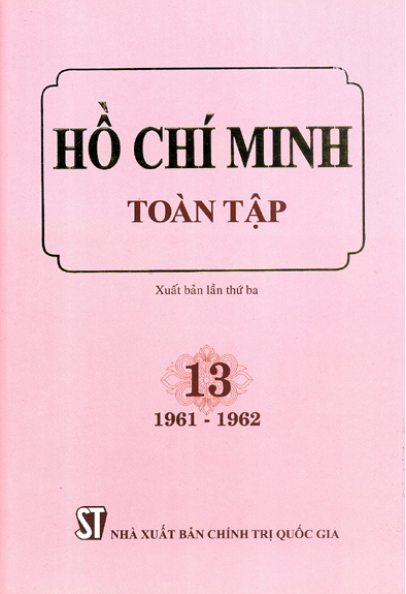 HỒ CHÍ MINH
TOÀN TẬP
Xuất bản lần thứ ba
13
1961 - 1962
ST NHÀ XUẤT BẢN CHÍNH TRỊ QUỐC GIA